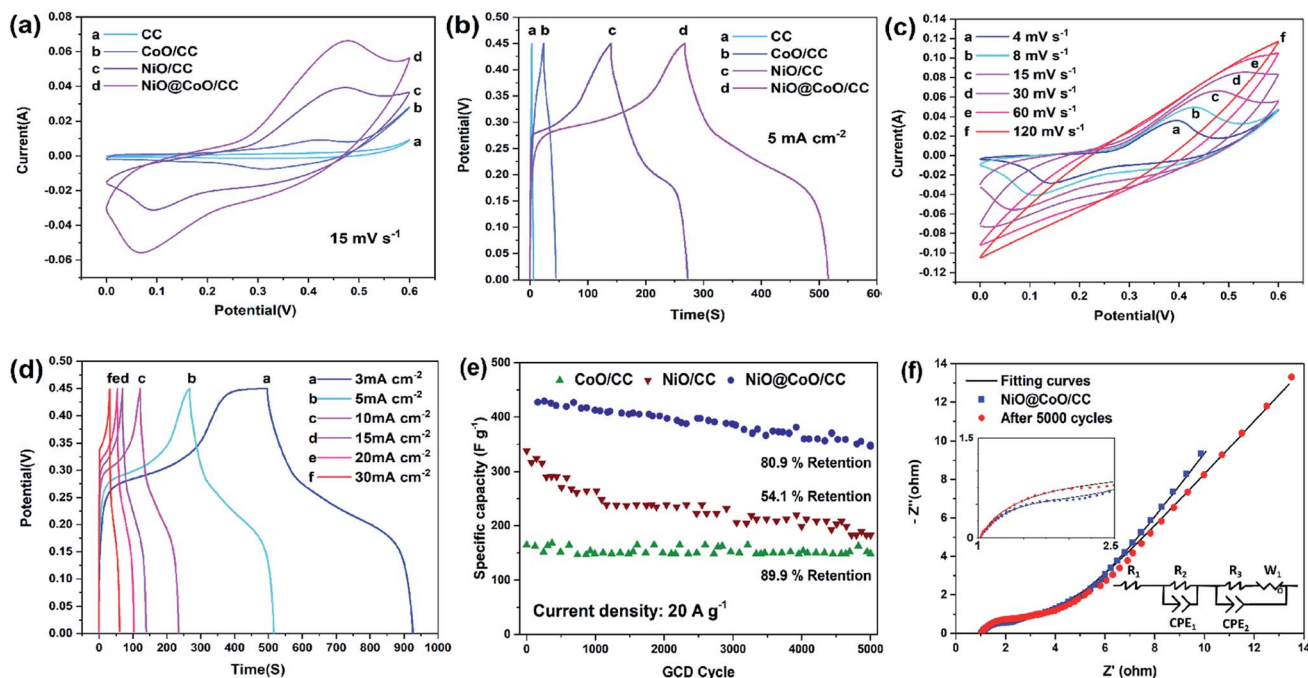 (a)
a CC
b CoO/CC
c NiO/CC
d NiO@CoO/CC
d
c
b
a
15 mV s⁻¹
0.08
0.06
0.04
0.02
0.00
-0.02
-0.04
-0.06
Current(A)
0.0 0.1 0.2 0.3 0.4 0.5 0.6
Potential(V)
(b)
a b c d
a CC
b CoO/CC
c NiO/CC
d NiO@CoO/CC
5 mA cm⁻²
0.50
0.45
0.40
0.35
0.30
0.25
0.20
0.15
0.10
0.05
0.00
Potential(V)
0 100 200 300 400 500 60
Time(S)
(c)
a 4 mV s⁻¹
b 8 mV s⁻¹
c 15 mV s⁻¹
d 30 mV s⁻¹
e 60 mV s⁻¹
f 120 mV s⁻¹
f
e
d
c
b
a
0.14
0.12
0.10
0.08
0.06
0.04
0.02
0.00
-0.02
-0.04
-0.06
-0.08
-0.10
-0.12
Current(A)
0.0 0.1 0.2 0.3 0.4 0.5 0.6
Potential(V)
(d)
fed c b a
a 3mA cm⁻²
b 5mA cm⁻²
c 10mA cm⁻²
d 15mA cm⁻²
e 20mA cm⁻²
f 30mA cm⁻²
0.50
0.45
0.40
0.35
0.30
0.25
0.20
0.15
0.10
0.05
0.00
Potential(V)
0 100 200 300 400 500 600 700 800 900 1000
Time(S)
(e)
CoO/CC NiO/CC NiO@CoO/CC
80.9 % Retention
54.1 % Retention
89.9 % Retention
Current density: 20 A g⁻¹
500
400
300
200
100
0
Specific capacity(F g⁻¹)
0 1000 2000 3000 4000 5000
GCD Cycle
(f)
Fitting curves
NiO@CoO/CC
After 5000 cycles
1.5
0
1 2.5
R₁ R₂ R₃ W₁
CPE₁ CPE₂
14
12
10
8
6
4
2
0
- Z'' (ohm)
0 2 4 6 8 10 12 14
Z' (ohm)